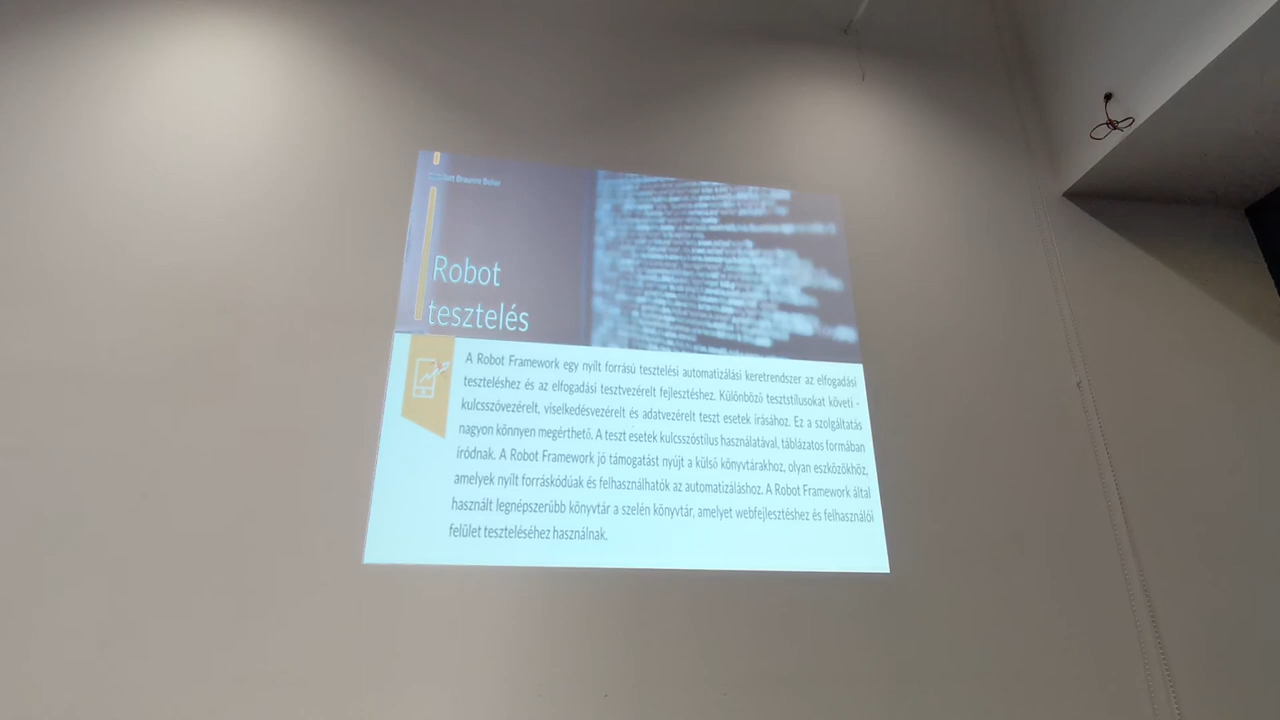 Robot
tesztelés
A Robot Framework egy nyílt forrású tesztelési automatizálási keretrendszer az elfogadási
teszteléshez és az elfogadási tesztvezérelt fejlesztéshez. Különböző tesztstílusokat követi -
kulcsszóvezérelt, viselkedésvezérelt és adatvezérelt teszt esetek írásához. Ez a szolgáltatás
nagyon könnyen megérthető. A teszt esetek kulcsszóstílus használatával, táblázatos formában
íródnak. A Robot Framework jó támogatást nyújt a külső könyvtárakhoz, olyan eszközökhöz,
amelyek nyílt forráskódúak és felhasználhatók az automatizáláshoz. A Robot Framework által
használt legnépszerűbb könyvtár a szelén könyvtár, amelyet webfejlesztéshez és felhasználói
felület teszteléséhez használnak.